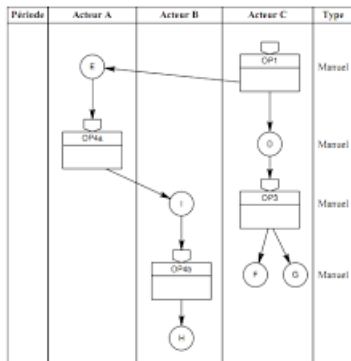 Période Acteur A Acteur B Acteur C Type
OP1
E Manuel
OP4a
D Manuel
OP3
I Manuel
OP4b
F G Manuel
H